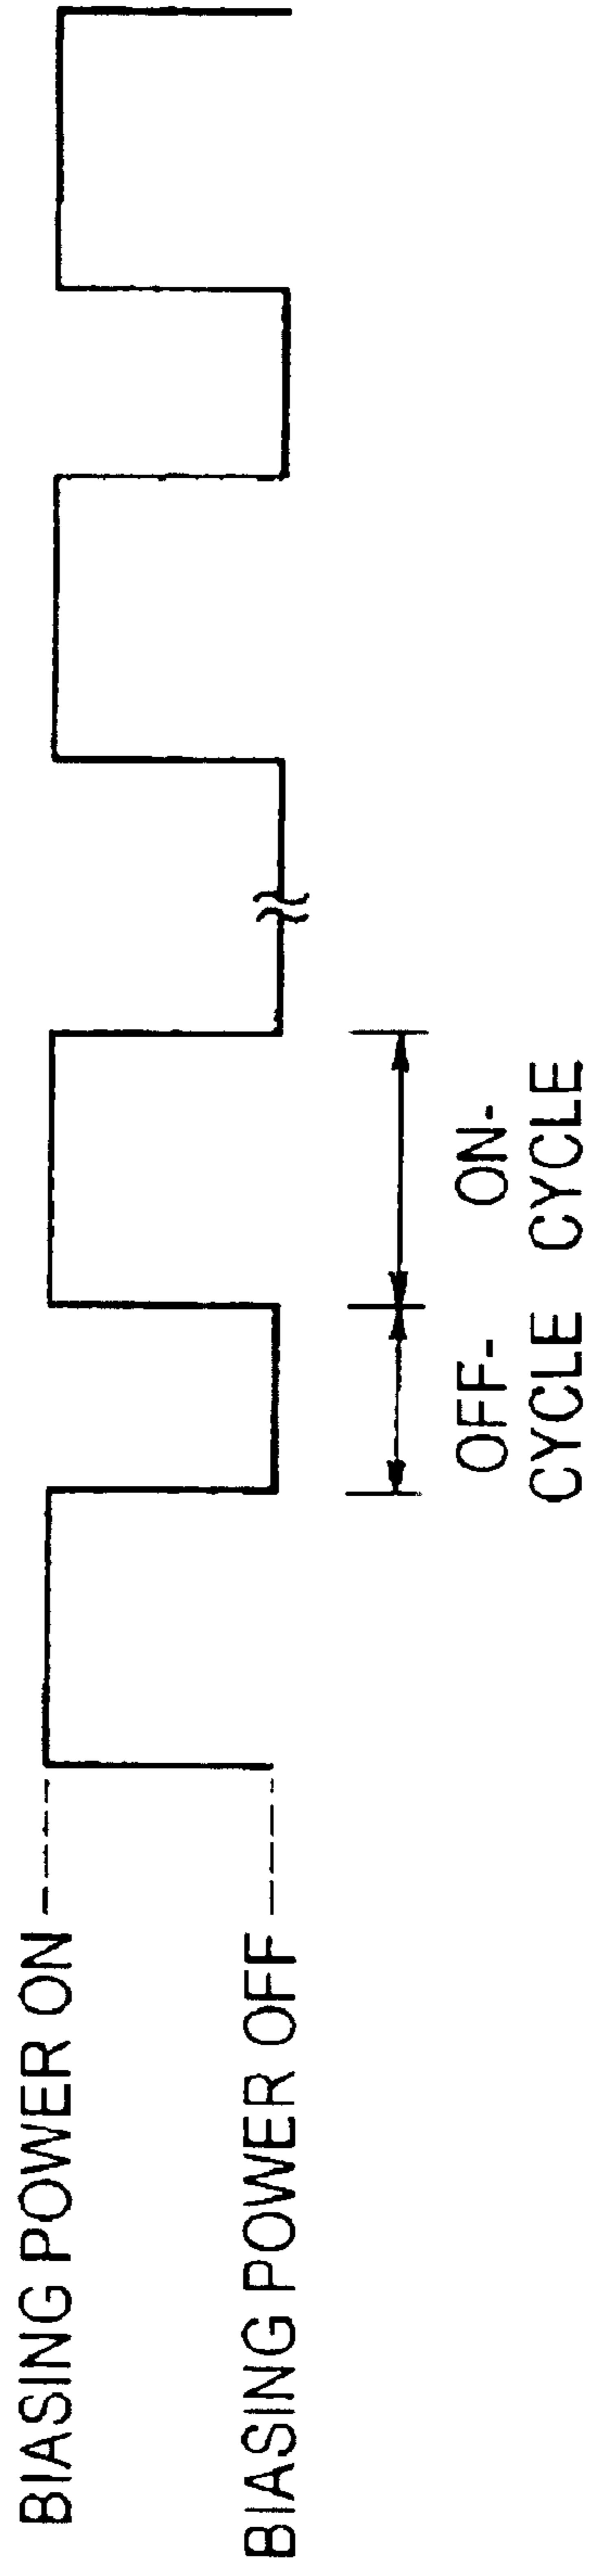 BIASING POWER ON
BIASING POWER OFF
OFF-
CYCLE
ON-
CYCLE